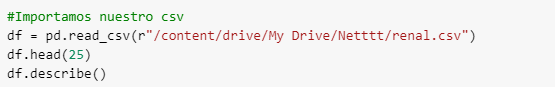 #Importamos nuestro csv
df = pd.read_csv(r"/content/drive/My Drive/Netttt/renal.csv")
df.head(25)
df.describe()